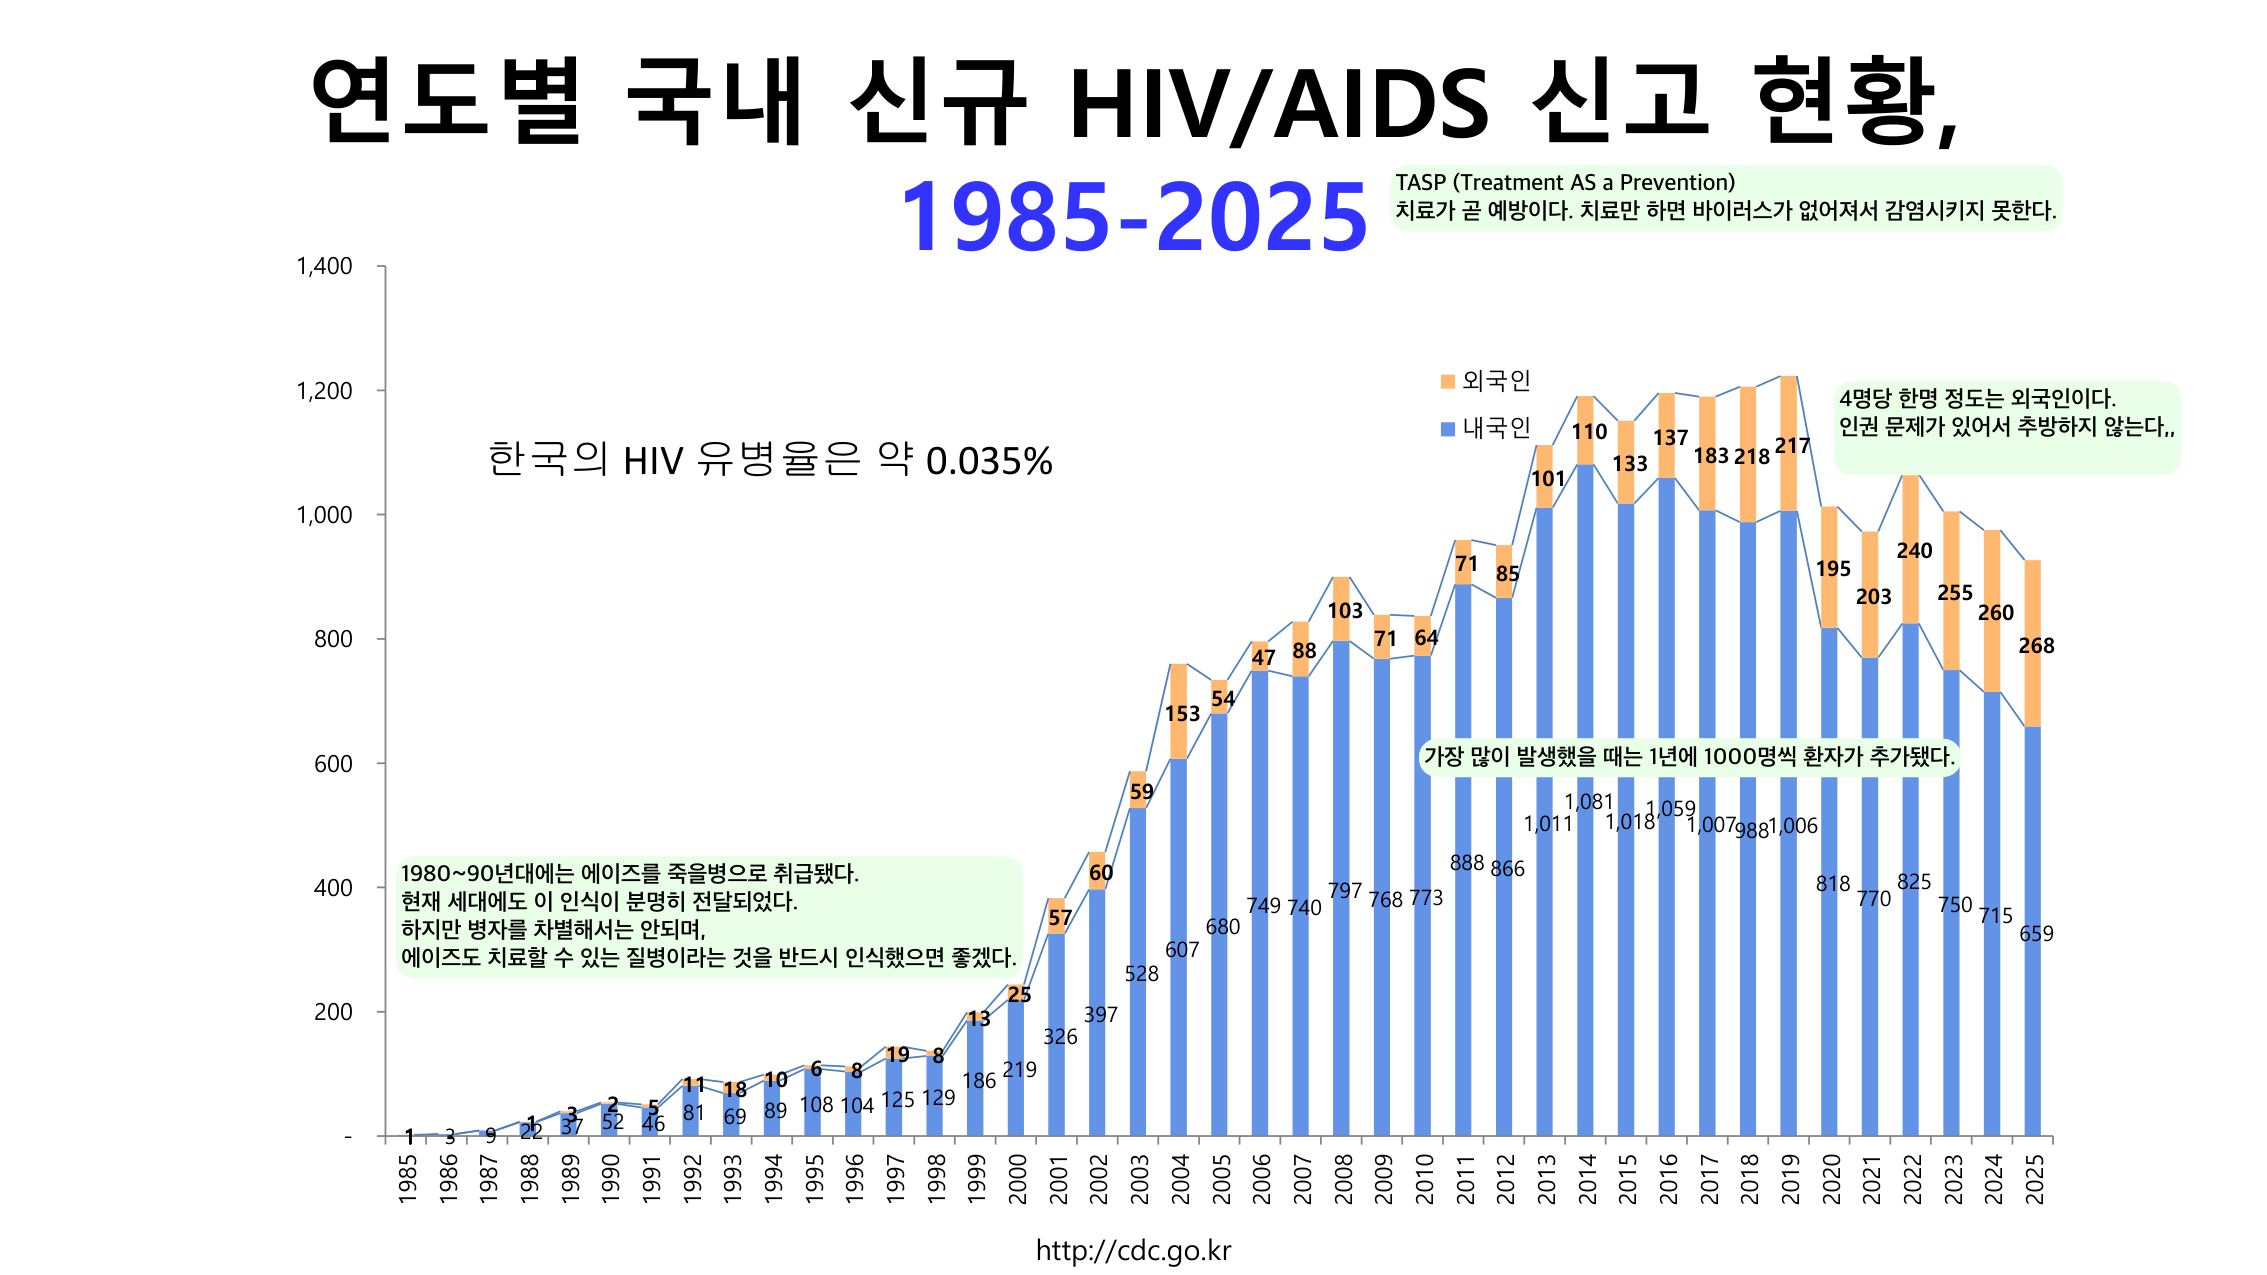 연도별 국내 신규 HIV/AIDS 신고 현황,
1985-2025
TASP (Treatment AS a Prevention)
치료가 곧 예방이다. 치료만 하면 바이러스가 없어져서 감염시키지 못한다.
1,400
1,200
1,000
800
600
400
200
-
외국인
내국인
4명당 한명 정도는 외국인이다.
인권 문제가 있어서 추방하지 않는다,,
한국의 HIV 유병율은 약 0.035%
가장 많이 발생했을 때는 1년에 1000명씩 환자가 추가됐다.
1980~90년대에는 에이즈를 죽을병으로 취급됐다.
현재 세대에도 이 인식이 분명히 전달되었다.
하지만 병자를 차별해서는 안되며,
에이즈도 치료할 수 있는 질병이라는 것을 반드시 인식했으면 좋겠다.
1 1 3 2 5 11 18 10 6 8 19 8 13 25 57 60 59 153 54 47 88 103 71 64 71 85 101 110 133 137 183 218 217 195 203 240 255 260 268
3 9 22 37 52 46 81 69 89 108 104 125 129 186 219 326 397 528 607 680 749 740 797 768 773 888 866 1,011 1,081 1,018 1,059 1,007 988 1,006 818 770 825 750 715 659
1985 1986 1987 1988 1989 1990 1991 1992 1993 1994 1995 1996 1997 1998 1999 2000 2001 2002 2003 2004 2005 2006 2007 2008 2009 2010 2011 2012 2013 2014 2015 2016 2017 2018 2019 2020 2021 2022 2023 2024 2025
http://cdc.go.kr